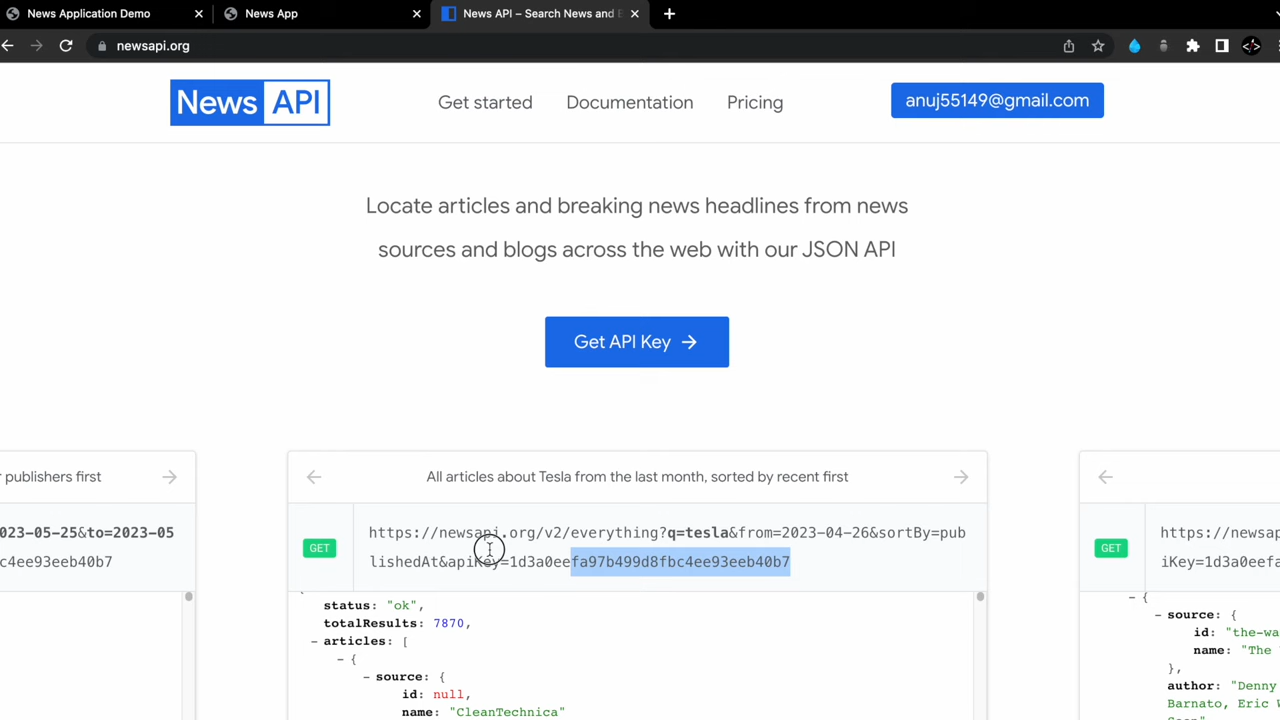 News Application Demo
News App
News API – Search News and B
newsapi.org
News API
Get started
Documentation
Pricing
anuj55149@gmail.com
Locate articles and breaking news headlines from news
sources and blogs across the web with our JSON API
Get API Key →
r publishers first
023-05-25&to=2023-05
c4ee93eeb40b7
All articles about Tesla from the last month, sorted by recent first
GET
https://newsapi.org/v2/everything?q=tesla&from=2023-04-26&sortBy=pub
lishedAt&apiKey=1d3a0eefa97b499d8fbc4ee93eeb40b7
status: "ok",
totalResults: 7870,
– articles: [
– {
– source: {
id: null,
name: "CleanTechnica"
GET
https://newsa
iKey=1d3a0eefa
– {
– source: {
id: "the-wa
name: "The
},
author: "Denny
Barnato, Eric W